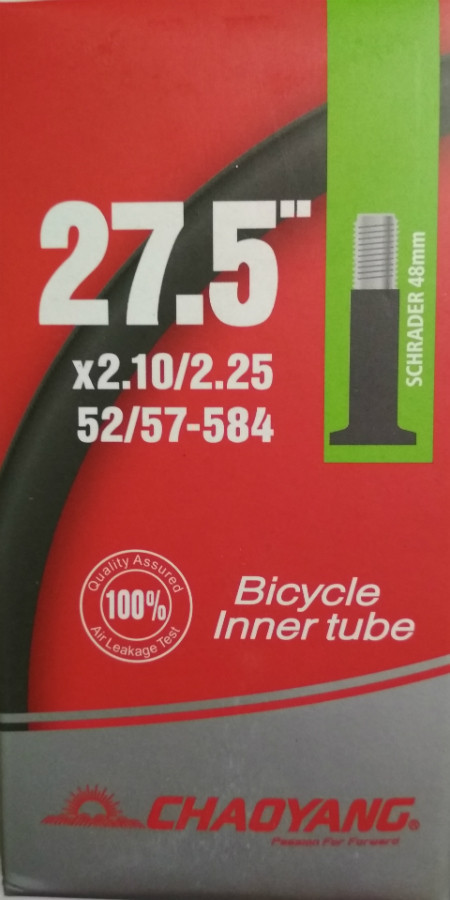 27.5"
x2.10/2.25
52/57-584
SCHRADER 48mm
Quality Assured
100%
Air Leakage Test
Bicycle
Inner tube
CHAOYANG®
Passion For Forward